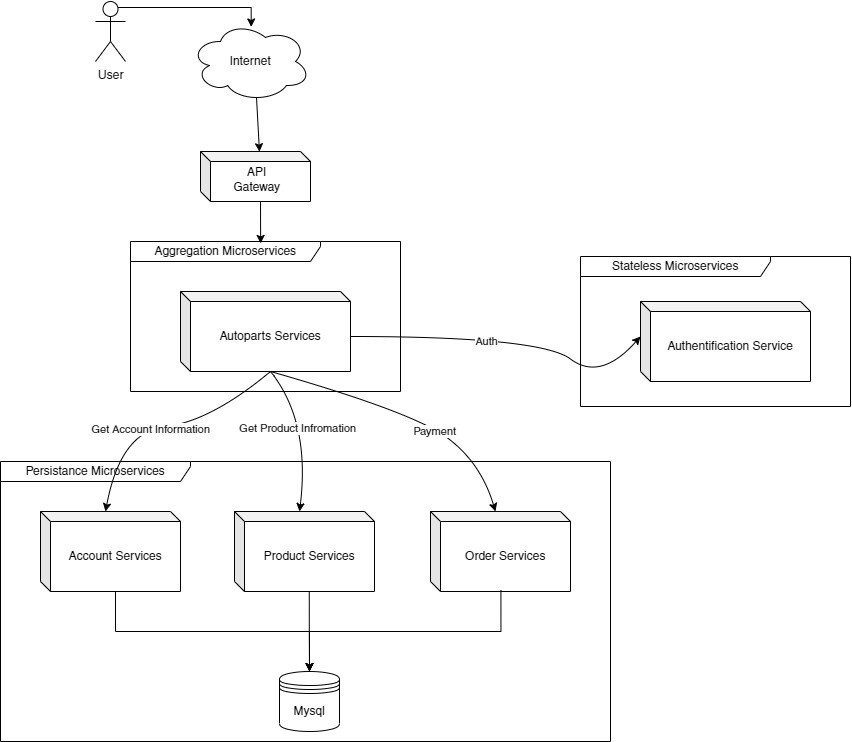 User
Internet
API
Gateway
Aggregation Microservices
Autoparts Services
Stateless Microservices
Authentification Service
Auth
Get Account Iformation
Get Product Infromation
Payment
Persistance Microservices
Account Services
Product Services
Order Services
Mysql